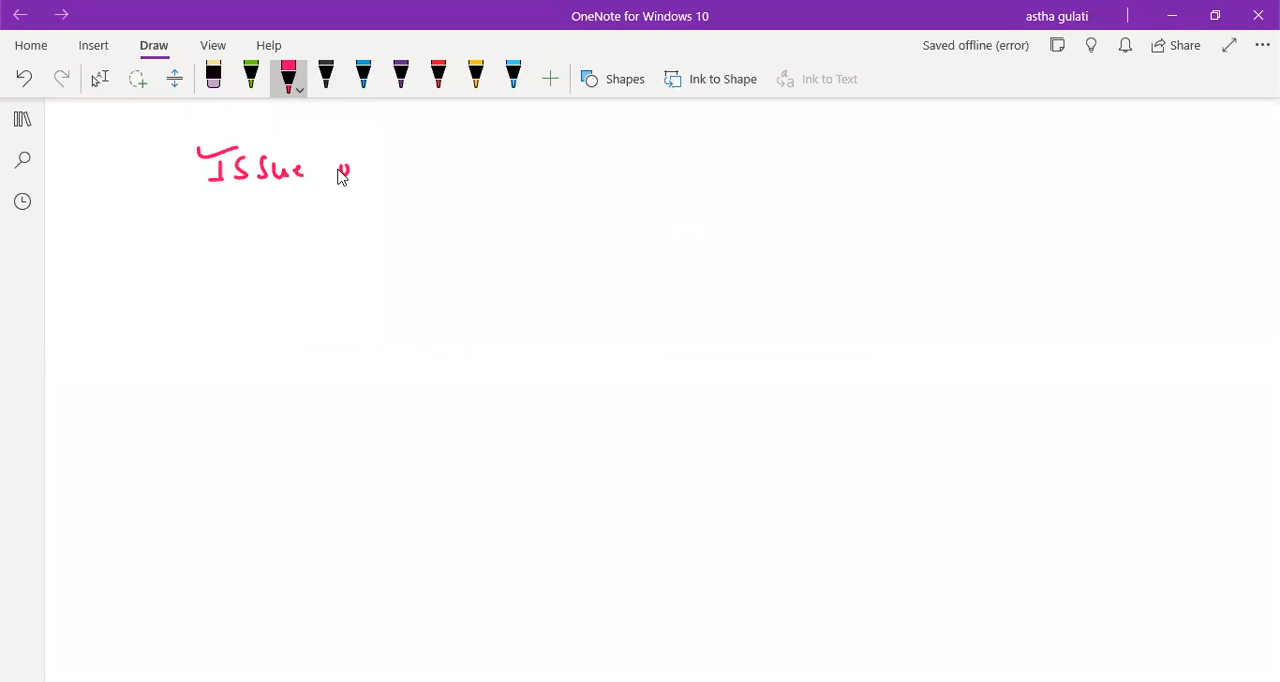 OneNote for Windows 10
astha gulati
Home Insert Draw View Help
Saved offline (error) Share
Shapes Ink to Shape Ink to Text
Issue